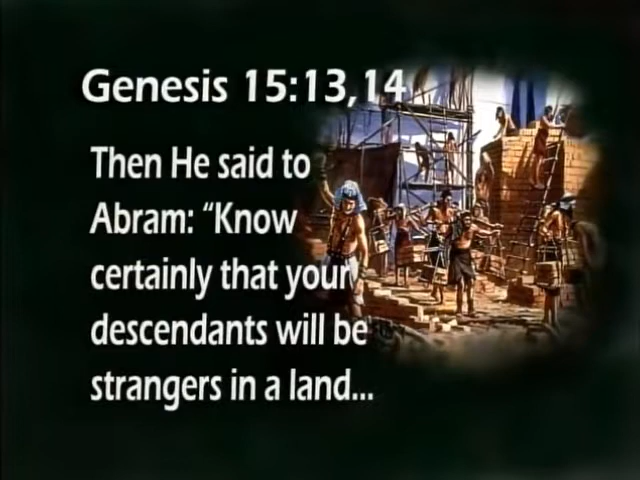 Genesis 15:13,14
Then He said to
Abram: “Know
certainly that your
descendants will be
strangers in a land...